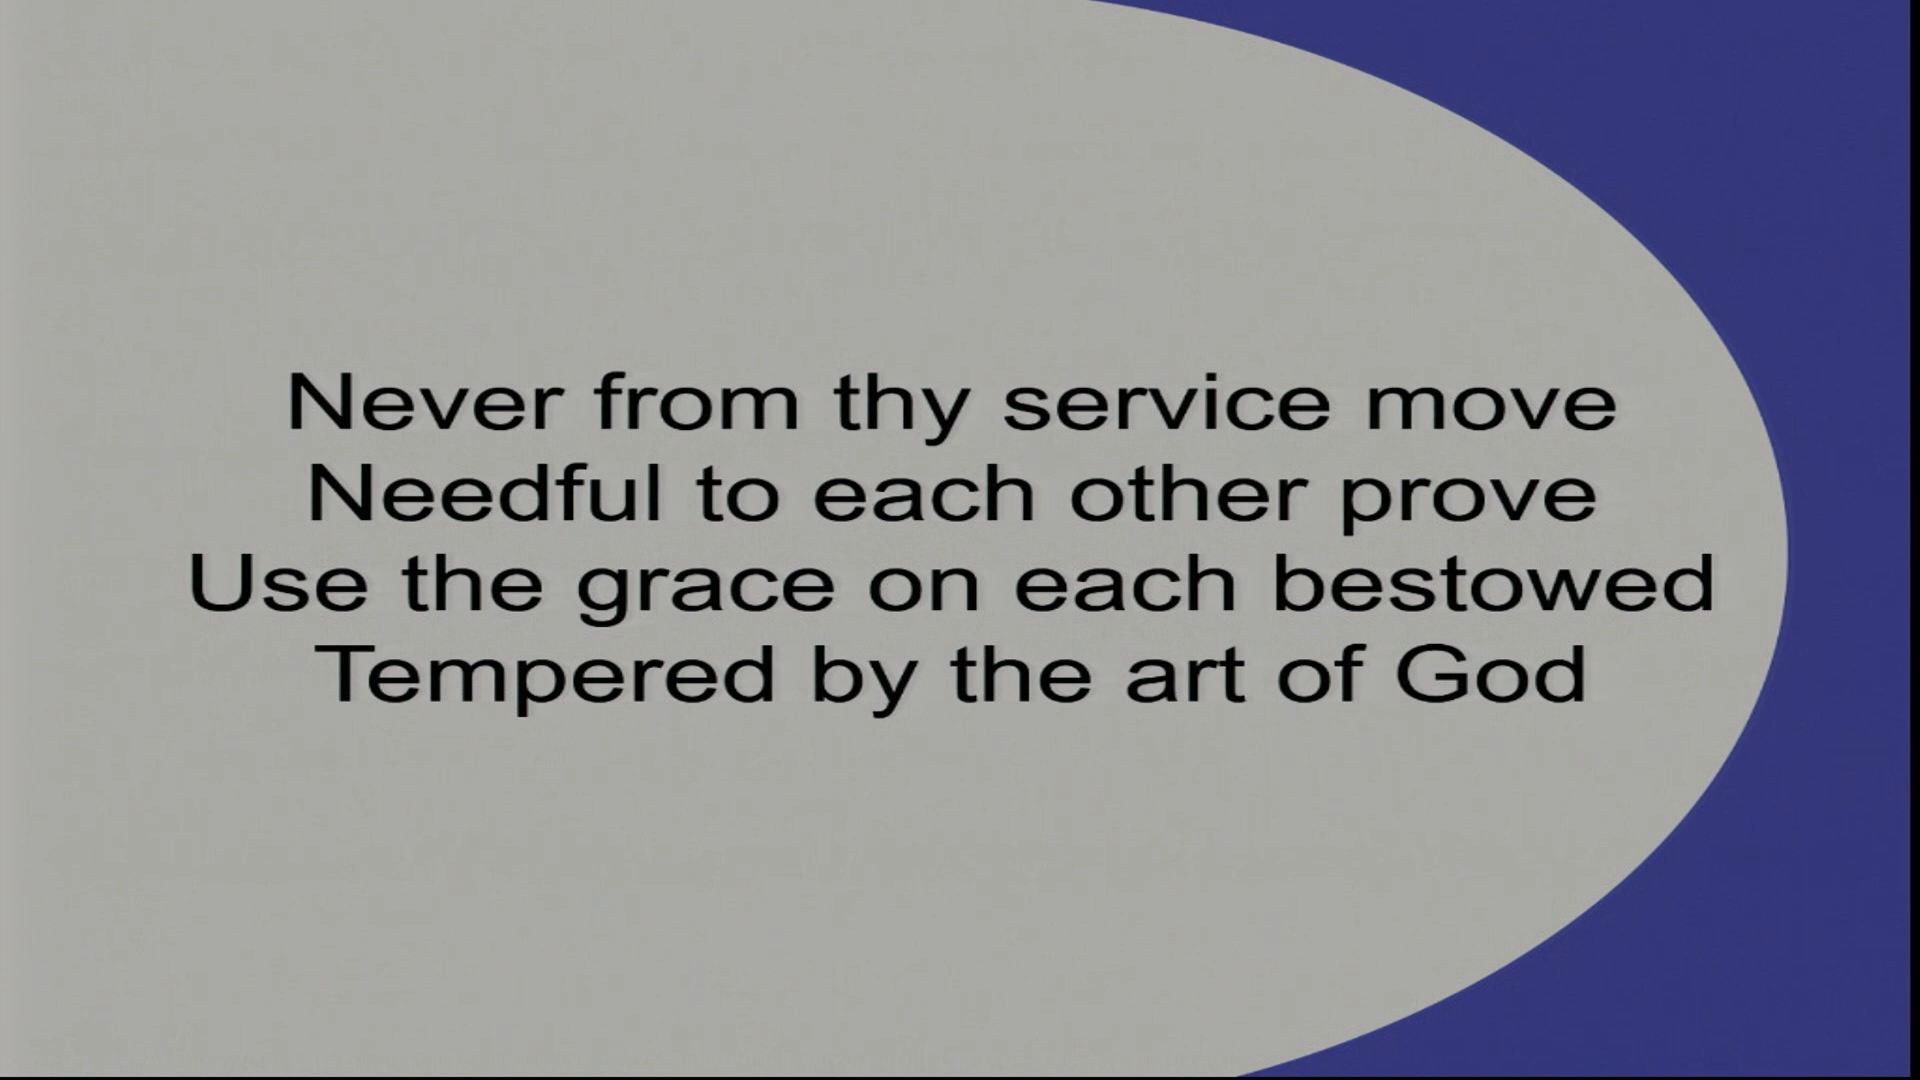 Never from thy service move
Needful to each other prove
Use the grace on each bestowed
Tempered by the art of God